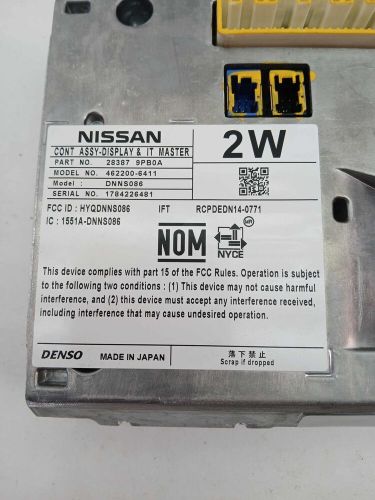 NISSAN
2W
CONT ASSY-DISPLAY & IT MASTER
PART NO. 28387 9PB0A
MODEL NO. 462200-6411
Model : DNNS086
SERIAL NO. 1784226481
FCC ID : HYQDNNS086 IFT RCPDEDN14-0771
IC : 1551A-DNNS086
NOM
MR
NYCE
This device complies with part 15 of the FCC Rules. Operation is subject
to the following two conditions : (1) This device may not cause harmful
interference, and (2) this device must accept any interference received,
including interference that may cause undesired operation.
DENSO MADE IN JAPAN 落下禁止
Scrap if dropped